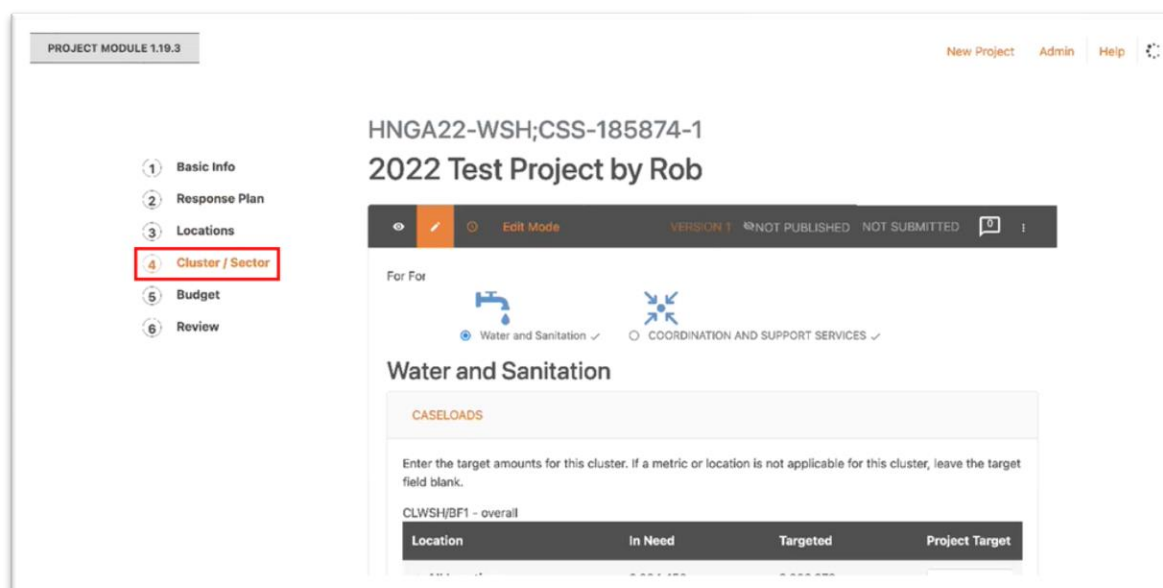 PROJECT MODULE 1.19.3
New Project Admin Help
HNGA22-WSH;CSS-185874-1
2022 Test Project by Rob
1 Basic Info
2 Response Plan
3 Locations
4 Cluster / Sector
5 Budget
6 Review
Edit Mode VERSION 1 NOT PUBLISHED NOT SUBMITTED 0
For For
Water and Sanitation COORDINATION AND SUPPORT SERVICES
Water and Sanitation
CASELOADS
Enter the target amounts for this cluster. If a metric or location is not applicable for this cluster, leave the target
field blank.
CLWSH/BF1 - overall
Location In Need Targeted Project Target